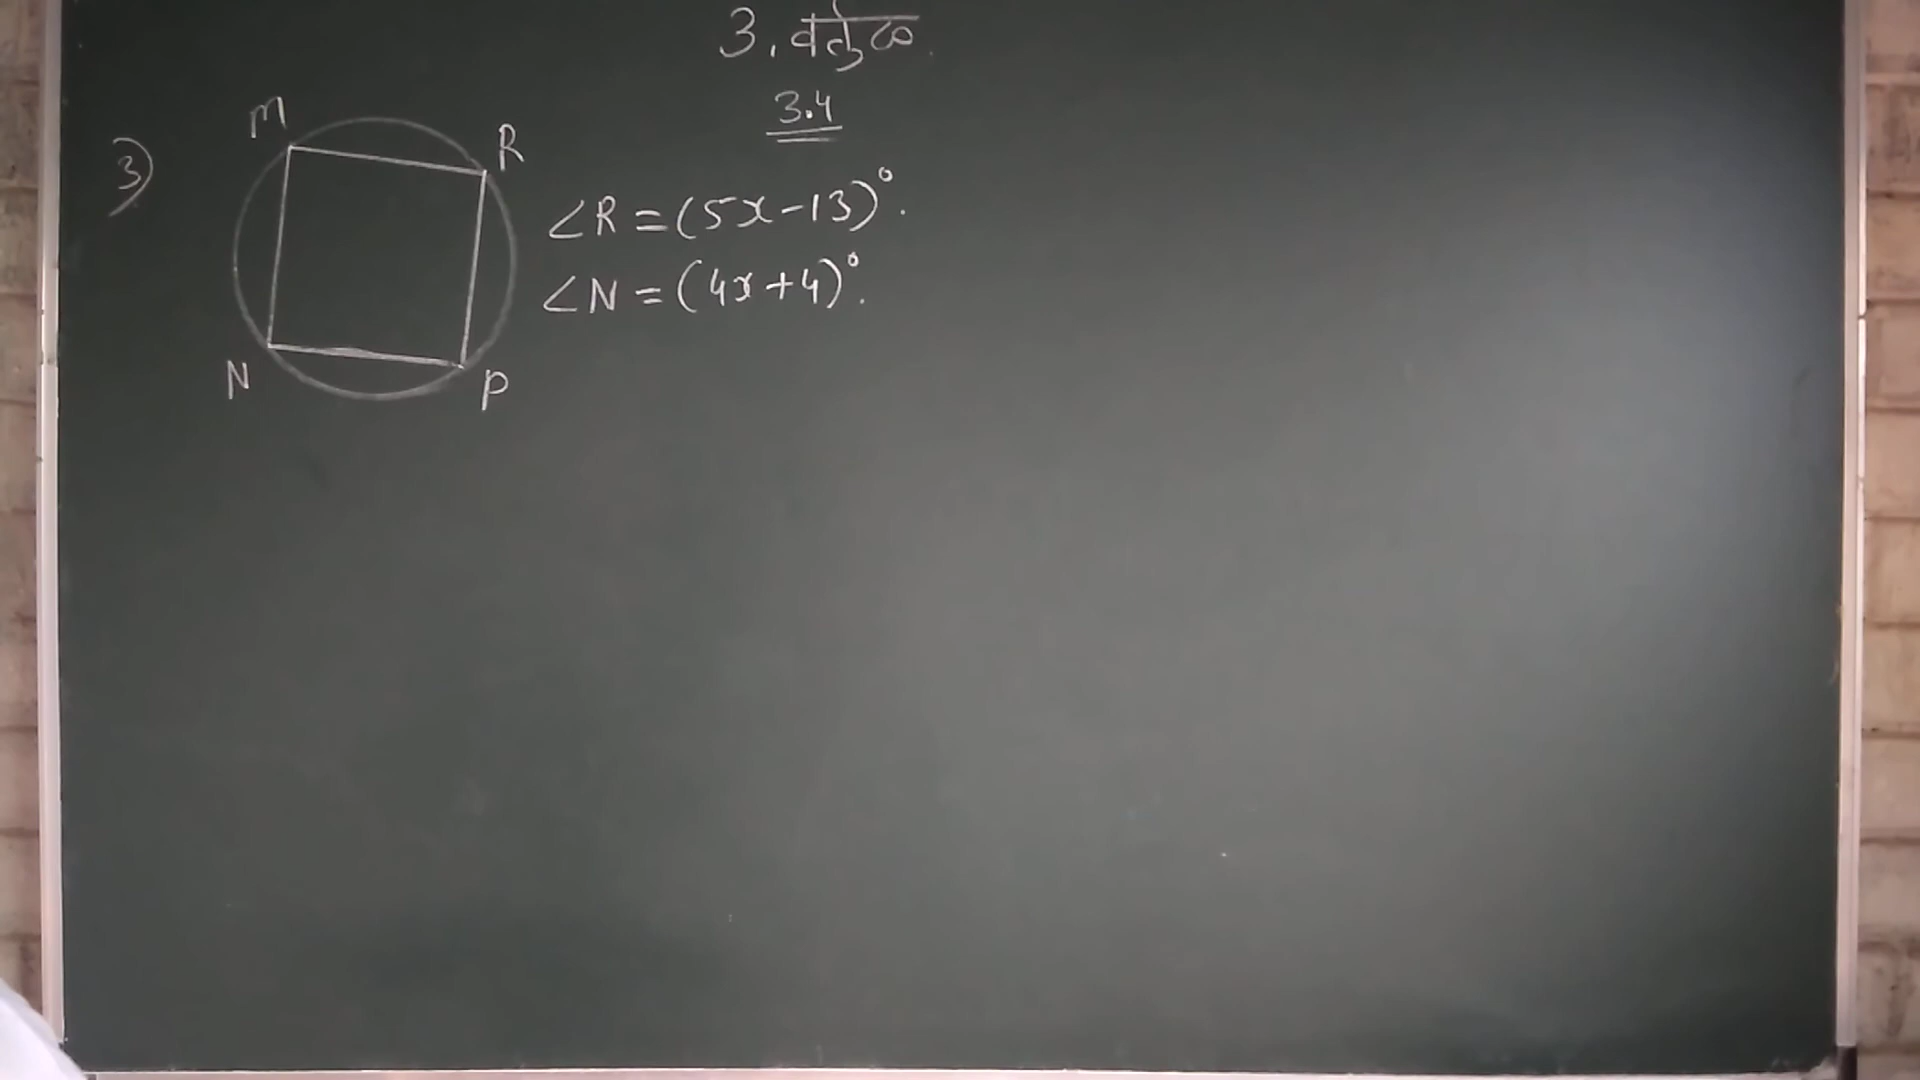 3. वर्तुळ
3.4
3)
M
R
∠R = (5x-13)°.
∠N = (4x+4)°.
N
P